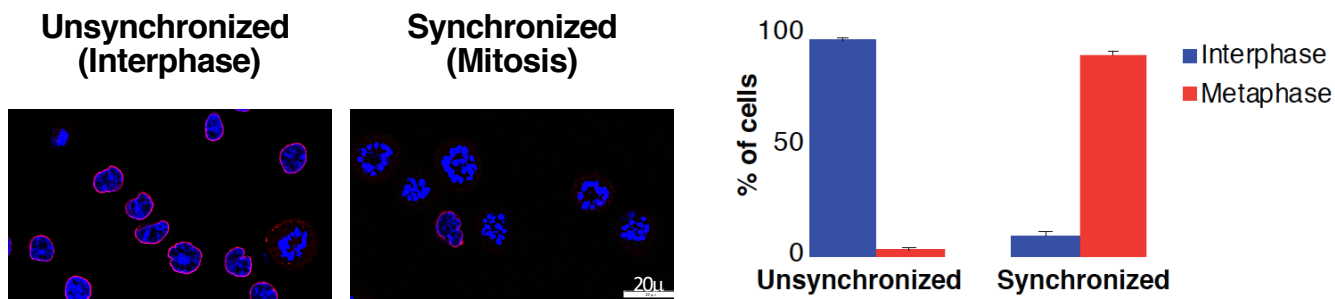 Unsynchronized
(Interphase)
Synchronized
(Mitosis)
20µ
% of cells
100
50
0
Unsynchronized
Synchronized
Interphase
Metaphase